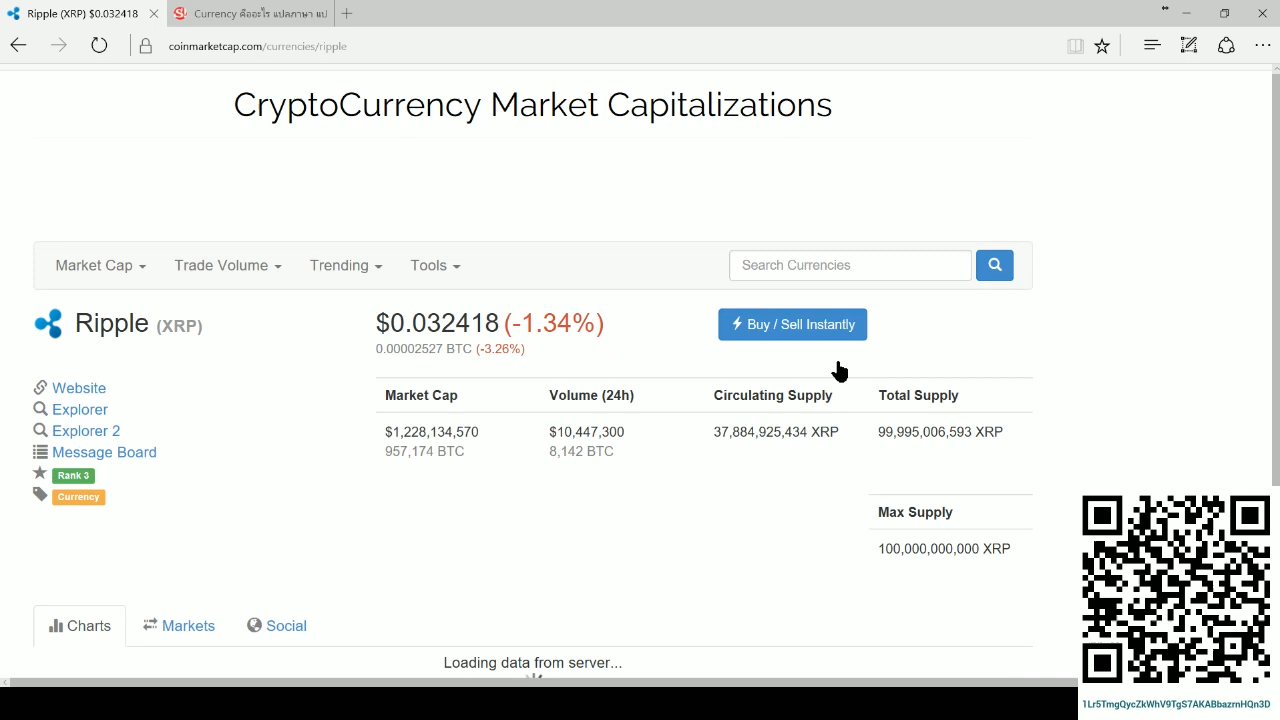 Ripple (XRP) $0.032418
Currency คืออะไร แปลภาษา แป
coinmarketcap.com/currencies/ripple
CryptoCurrency Market Capitalizations
Market Cap Trade Volume Trending Tools Search Currencies
Ripple (XRP) $0.032418 (-1.34%) Buy / Sell Instantly
0.00002527 BTC (-3.26%)
Website
Explorer
Explorer 2
Message Board
Rank 3
Currency
Market Cap Volume (24h) Circulating Supply Total Supply
$1,228,134,570 $10,447,300 37,884,925,434 XRP 99,995,006,593 XRP
957,174 BTC 8,142 BTC
Max Supply
100,000,000,000 XRP
Charts Markets Social
Loading data from server...
1Lr5TmgQycZkWhV9TgS7AKABbazrnHQn3D